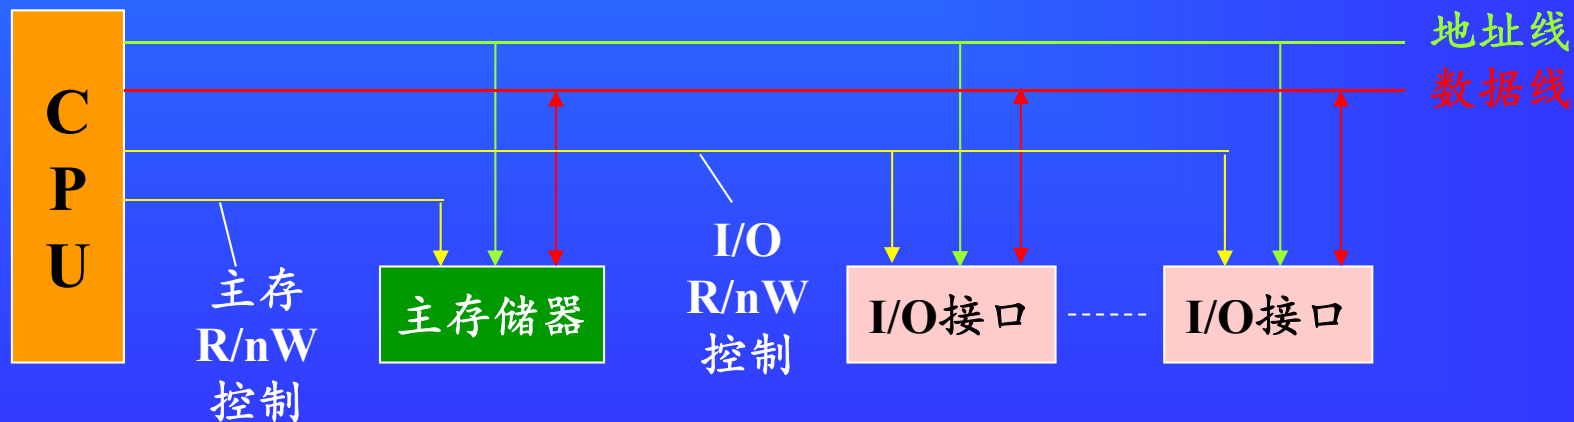 地址线
数据线
C
P
U
主存
R/nW
控制
主存储器
I/O
R/nW
控制
I/O接口
I/O接口